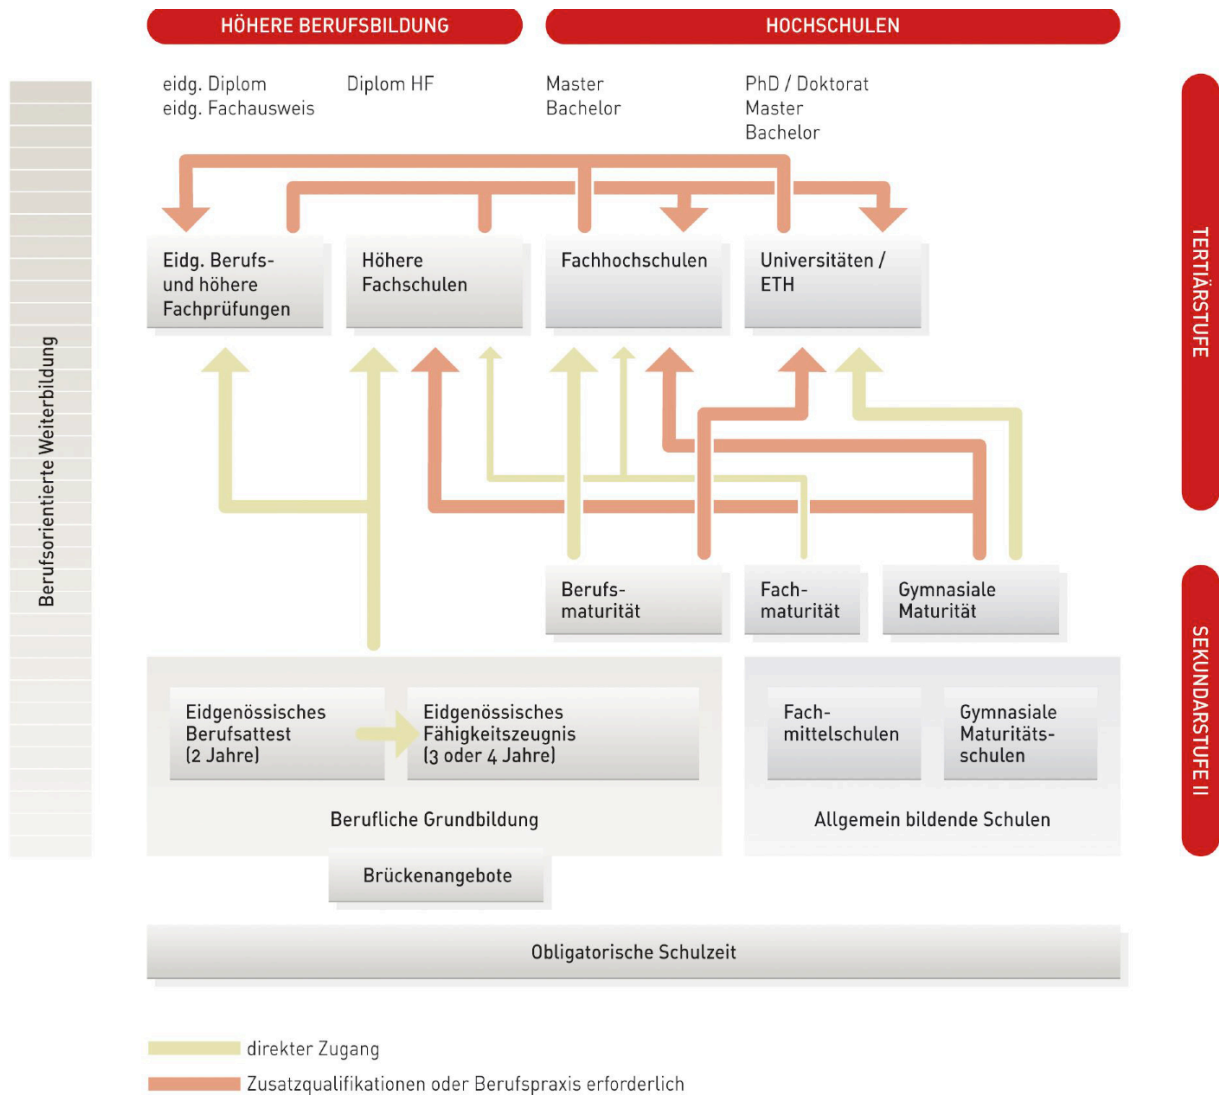 HÖHERE BERUFSBILDUNG
HOCHSCHULEN
eidg. Diplom
eidg. Fachausweis
Diplom HF
Master
Bachelor
PhD / Doktorat
Master
Bachelor
Eidg. Berufs-
und höhere
Fachprüfungen
Höhere
Fachschulen
Fachhochschulen
Universitäten /
ETH
TERTIÄRSTUFE
Berufsorientierte Weiterbildung
Berufs-
maturität
Fach-
maturität
Gymnasiale
Maturität
SEKUNDARSTUFE II
Eidgenössisches
Berufsattest
(2 Jahre)
Eidgenössisches
Fähigkeitszeugnis
(3 oder 4 Jahre)
Fach-
mittelschulen
Gymnasiale
Maturitäts-
schulen
Berufliche Grundbildung
Allgemein bildende Schulen
Brückenangebote
Obligatorische Schulzeit
direkter Zugang
Zusatzqualifikationen oder Berufspraxis erforderlich